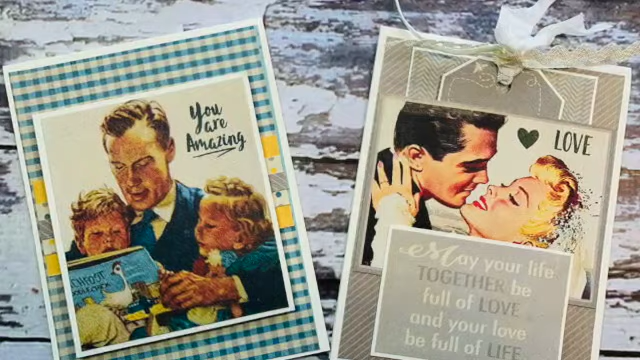 You
are
Amazing
LOVE
May your life
TOGETHER be
full of LOVE
and your love
be full of LIFE